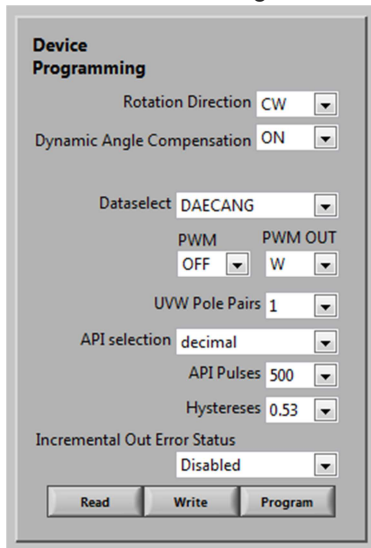 Device
Programming
Rotation Direction CW
Dynamic Angle Compensation ON
Dataselect DAECANG
PWM PWM OUT
OFF W
UVW Pole Pairs 1
API selection decimal
API Pulses 500
Hystereses 0.53
Incremental Out Error Status
Disabled
Read Write Program